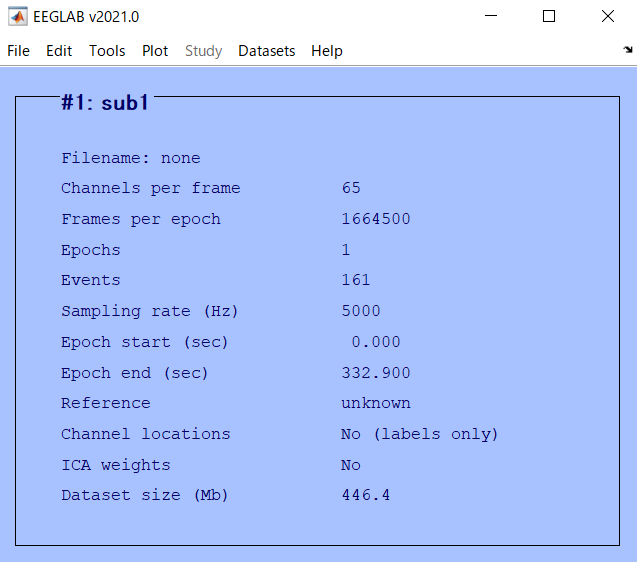 EEGLAB v2021.0
File Edit Tools Plot Study Datasets Help
#1: sub1
Filename: none
Channels per frame 65
Frames per epoch 1664500
Epochs 1
Events 161
Sampling rate (Hz) 5000
Epoch start (sec) 0.000
Epoch end (sec) 332.900
Reference unknown
Channel locations No (labels only)
ICA weights No
Dataset size (Mb) 446.4